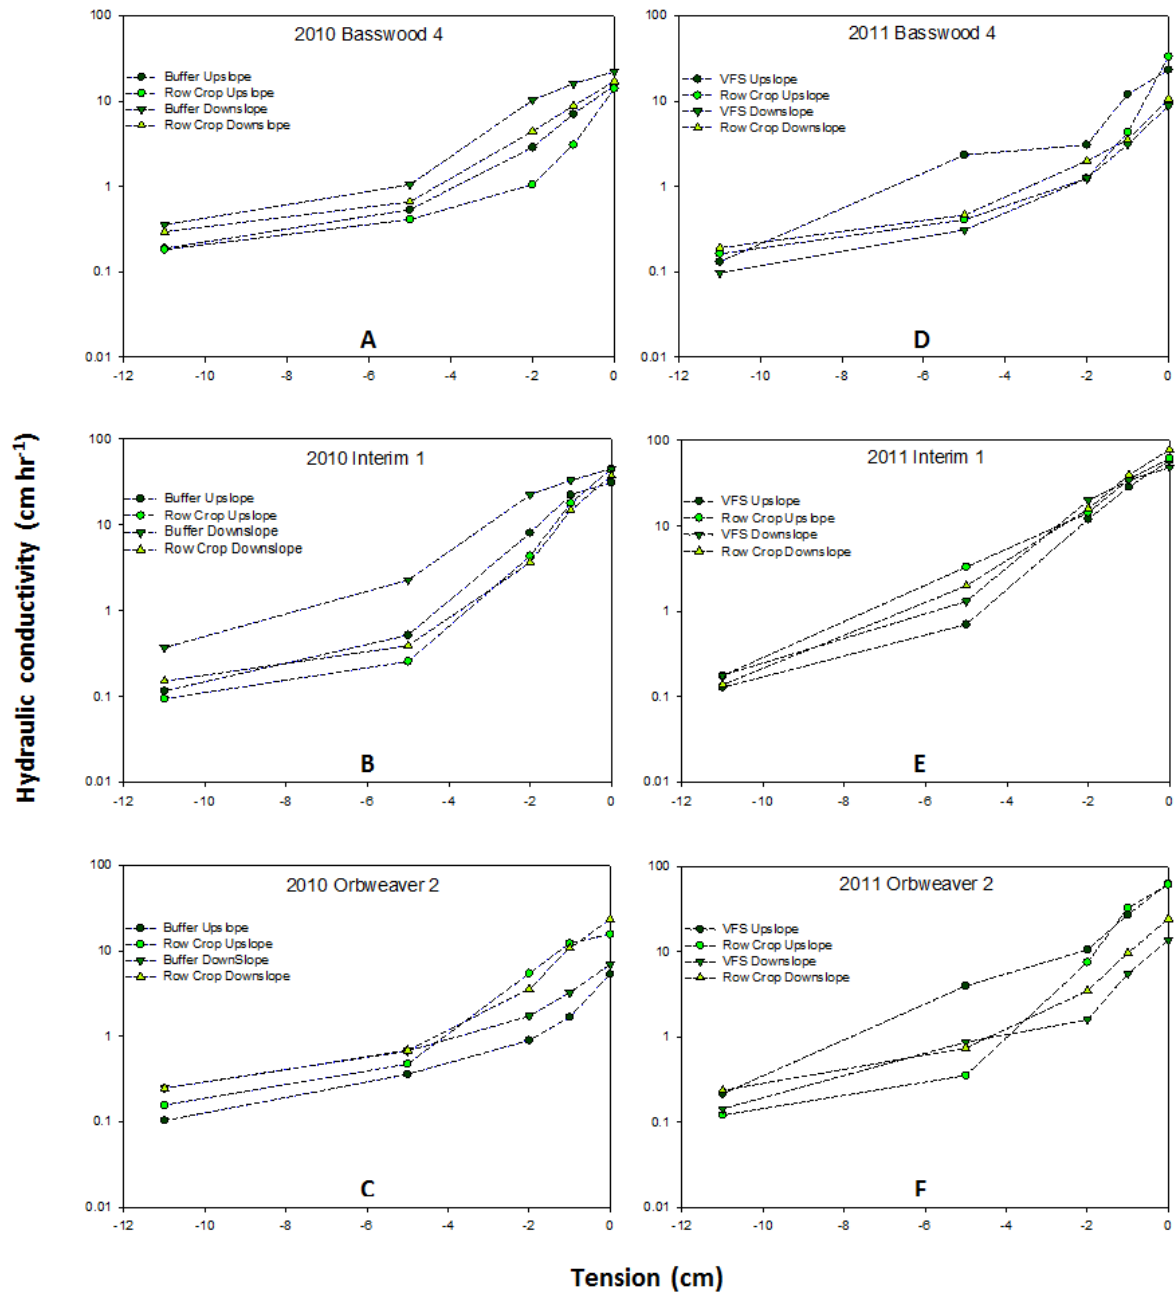 2010 Basswood 4
Buffer Upslope
Row Crop Upslope
Buffer Downslope
Row Crop Downslope
100
10
1
0.1
0.01
A
-12 -10 -8 -6 -4 -2 0
2011 Basswood 4
VFS Upslope
Row Crop Upslope
VFS Downslope
Row Crop Downslope
100
10
1
0.1
0.01
D
-12 -10 -8 -6 -4 -2 0
Hydraulic conductivity (cm hr⁻¹)
2010 Interim 1
Buffer Upslope
Row Crop Upslope
Buffer Downslope
Row Crop Downslope
100
10
1
0.1
0.01
B
-12 -10 -8 -6 -4 -2 0
2011 Interim 1
VFS Upslope
Row Crop Upslope
VFS Downslope
Row Crop Downslope
100
10
1
0.1
0.01
E
-12 -10 -8 -6 -4 -2 0
2010 Orbweaver 2
Buffer Upslope
Row Crop Upslope
Buffer DownSlope
Row Crop Downslope
100
10
1
0.1
0.01
C
-12 -10 -8 -6 -4 -2 0
2011 Orbweaver 2
VFS Upslope
Row Crop Upslope
VFS Downslope
Row Crop Downslope
100
10
1
0.1
0.01
F
-12 -10 -8 -6 -4 -2 0
Tension (cm)